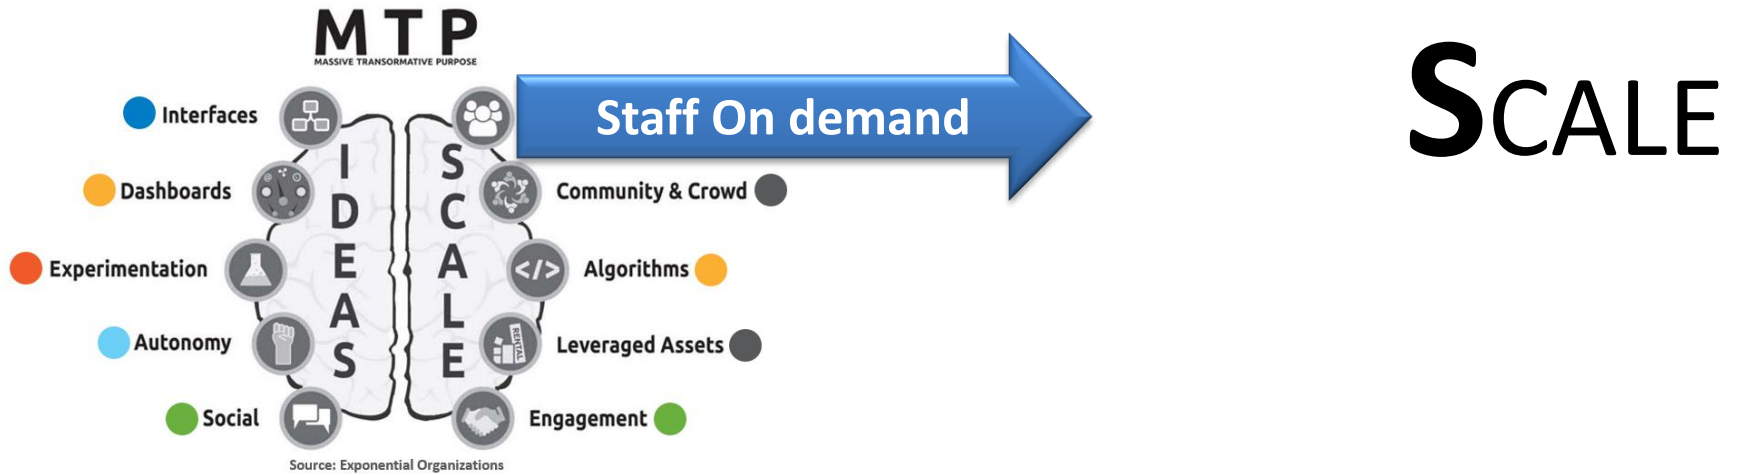 MTP
MASSIVE TRANSORMATIVE PURPOSE
Staff On demand
SCALE
Interfaces
Dashboards
Experimentation
Autonomy
Social
IDEAS
SCALE
Community & Crowd
Algorithms
</>
Leveraged Assets
RENTAL
Engagement
Source: Exponential Organizations